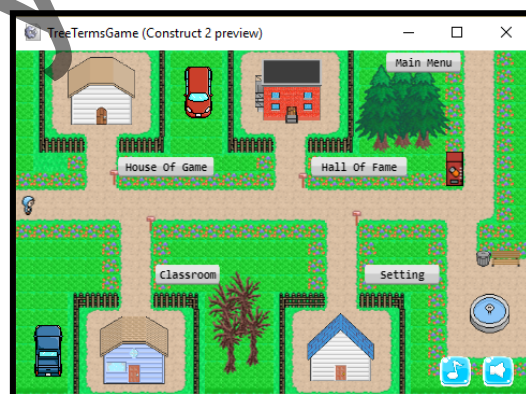 TreeTermsGame (Construct 2 preview)
Main Menu
House Of Game
Hall Of Fame
Classroom
Setting